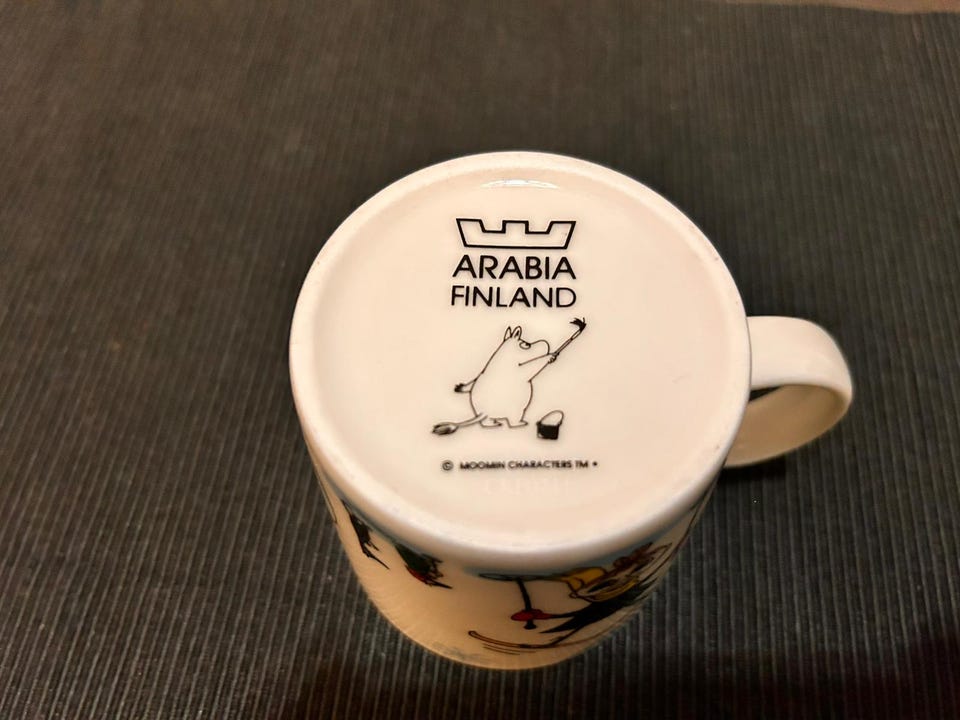 ARABIA
FINLAND
© MOOMIN CHARACTERS TM